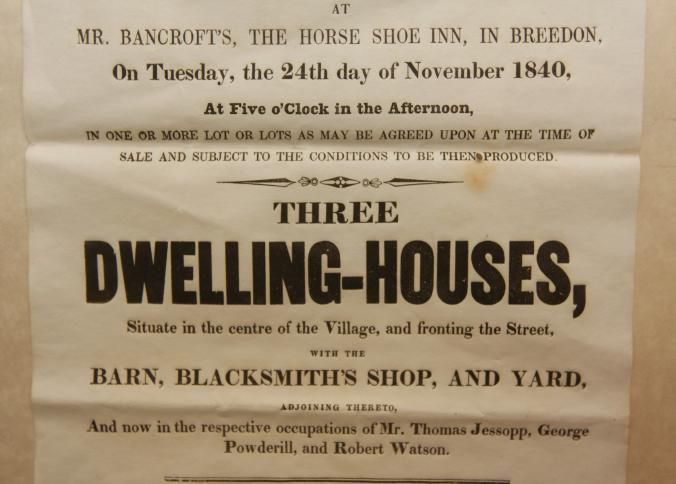 AT
MR. BANCROFT'S, THE HORSE SHOE INN, IN BREEDON,
On Tuesday, the 24th day of November 1840,
At Five o'Clock in the Afternoon,
IN ONE OR MORE LOT OR LOTS AS MAY BE AGREED UPON AT THE TIME OF
SALE AND SUBJECT TO THE CONDITIONS TO BE THEN PRODUCED.
THREE
DWELLING-HOUSES,
Situate in the centre of the Village, and fronting the Street,
WITH THE
BARN, BLACKSMITH'S SHOP, AND YARD,
ADJOINING THERETO,
And now in the respective occupations of Mr. Thomas Jessopp, George
Powderill, and Robert Watson.